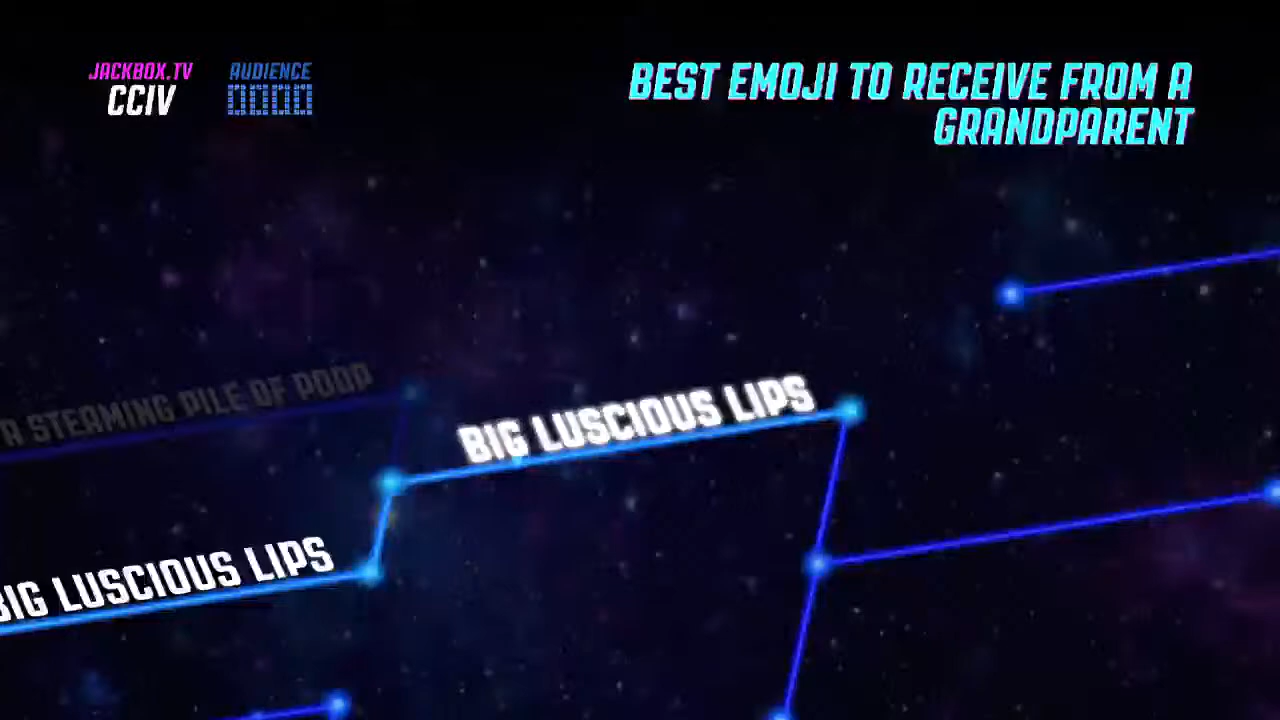 JACKBOX.TV
CCIV
AUDIENCE
BEST EMOJI TO RECEIVE FROM A
GRANDPARENT
A STEAMING PILE OF POOP
BIG LUSCIOUS LIPS
BIG LUSCIOUS LIPS